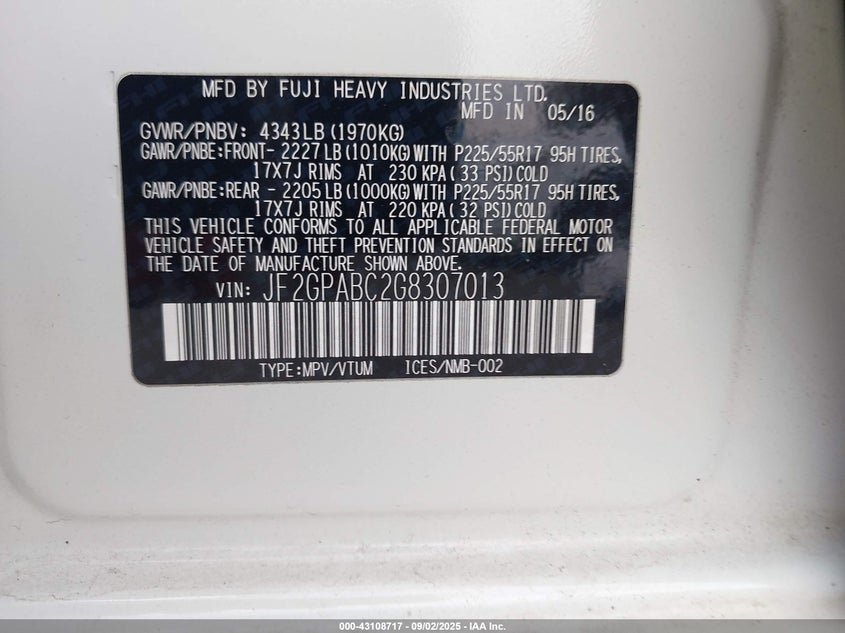 MFD BY FUJI HEAVY INDUSTRIES LTD.
MFD IN 05/16
GVWR/PNBV: 4343LB (1970KG)
GAWR/PNBE:FRONT- 2227LB (1010KG) WITH P225/55R17 95H TIRES,
17X7J RIMS AT 230 KPA( 33 PSI) COLD
GAWR/PNBE:REAR - 2205LB (1000KG) WITH P225/55R17 95H TIRES,
17X7J RIMS AT 220 KPA( 32 PSI) COLD
THIS VEHICLE CONFORMS TO ALL APPLICABLE FEDERAL MOTOR
VEHICLE SAFETY AND THEFT PREVENTION STANDARDS IN EFFECT ON
THE DATE OF MANUFACTURE SHOWN ABOVE.
VIN: JF2GPABC2G8307013
TYPE:MPV/VTUM ICES/NMB-002
000-43108717 - 09/02/2025 - IAA Inc.